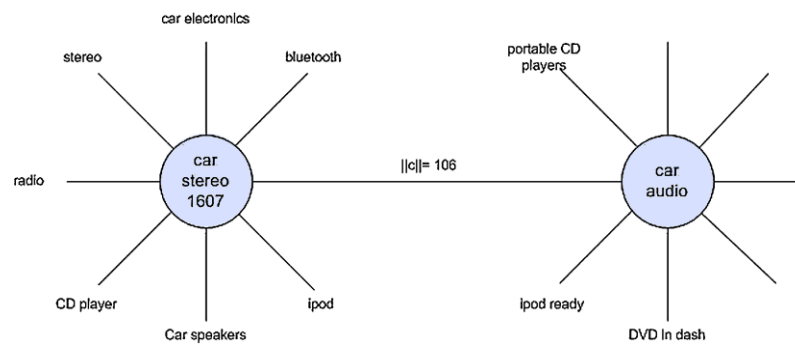 car electronics
stereo
bluetooth
portable CD
players
radio
car
stereo
1607
||c||= 106
car
audio
CD player
ipod
ipod ready
Car speakers
DVD In dash